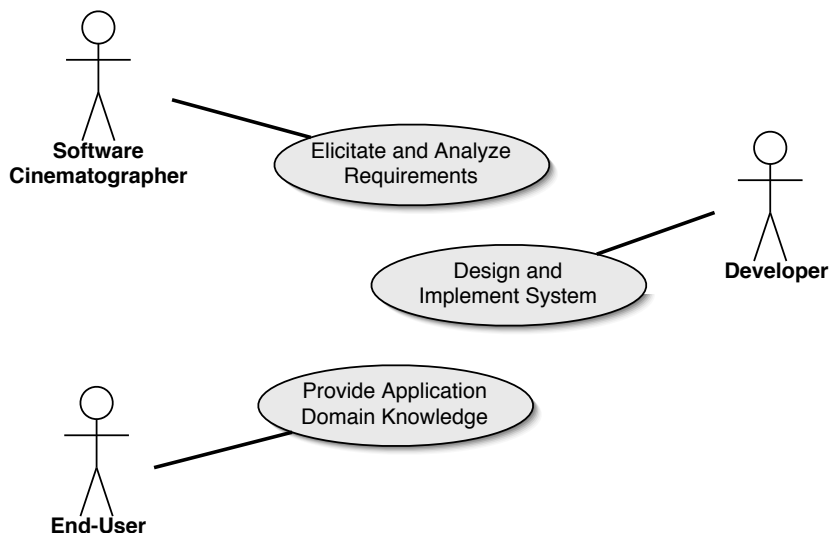 Software
Cinematographer
Elicitate and Analyze
Requirements
Developer
Design and
Implement System
Provide Application
Domain Knowledge
End-User